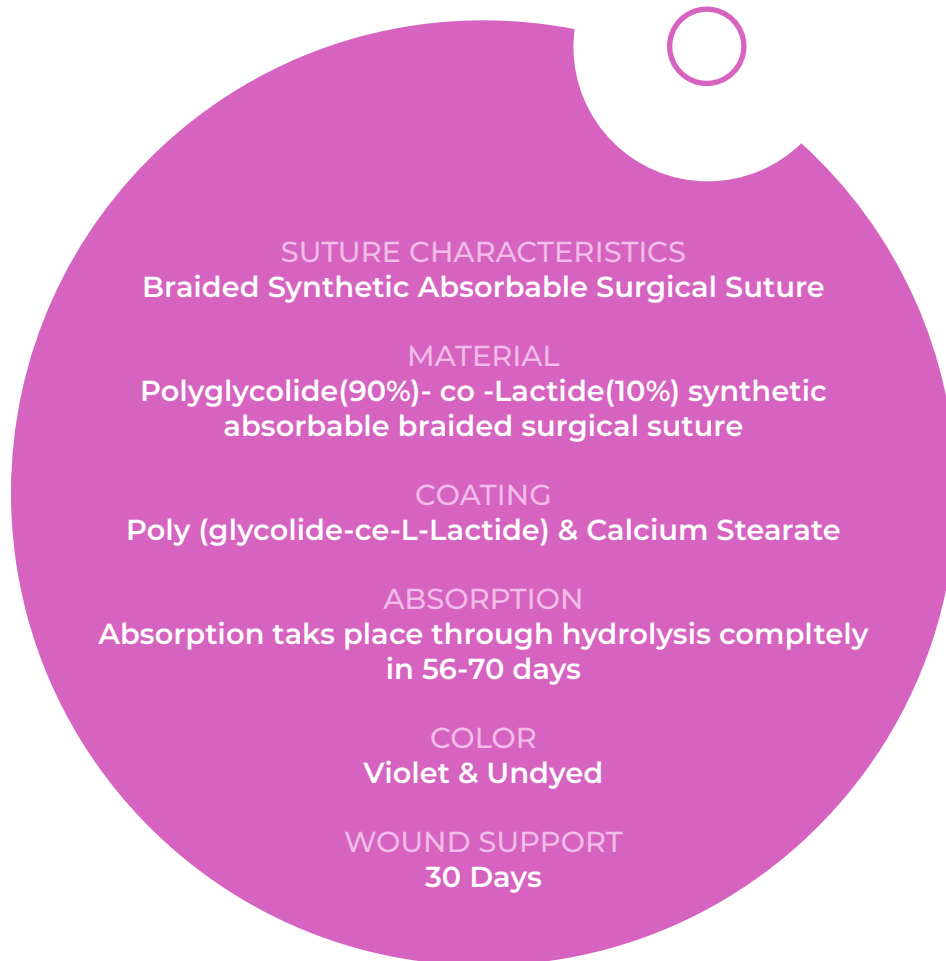 SUTURE CHARACTERISTICS
Braided Synthetic Absorbable Surgical Suture
MATERIAL
Polyglycolide(90%)- co -Lactide(10%) synthetic
absorbable braided surgical suture
COATING
Poly (glycolide-ce-L-Lactide) & Calcium Stearate
ABSORPTION
Absorption taks place through hydrolysis compltely
in 56-70 days
COLOR
Violet & Undyed
WOUND SUPPORT
30 Days